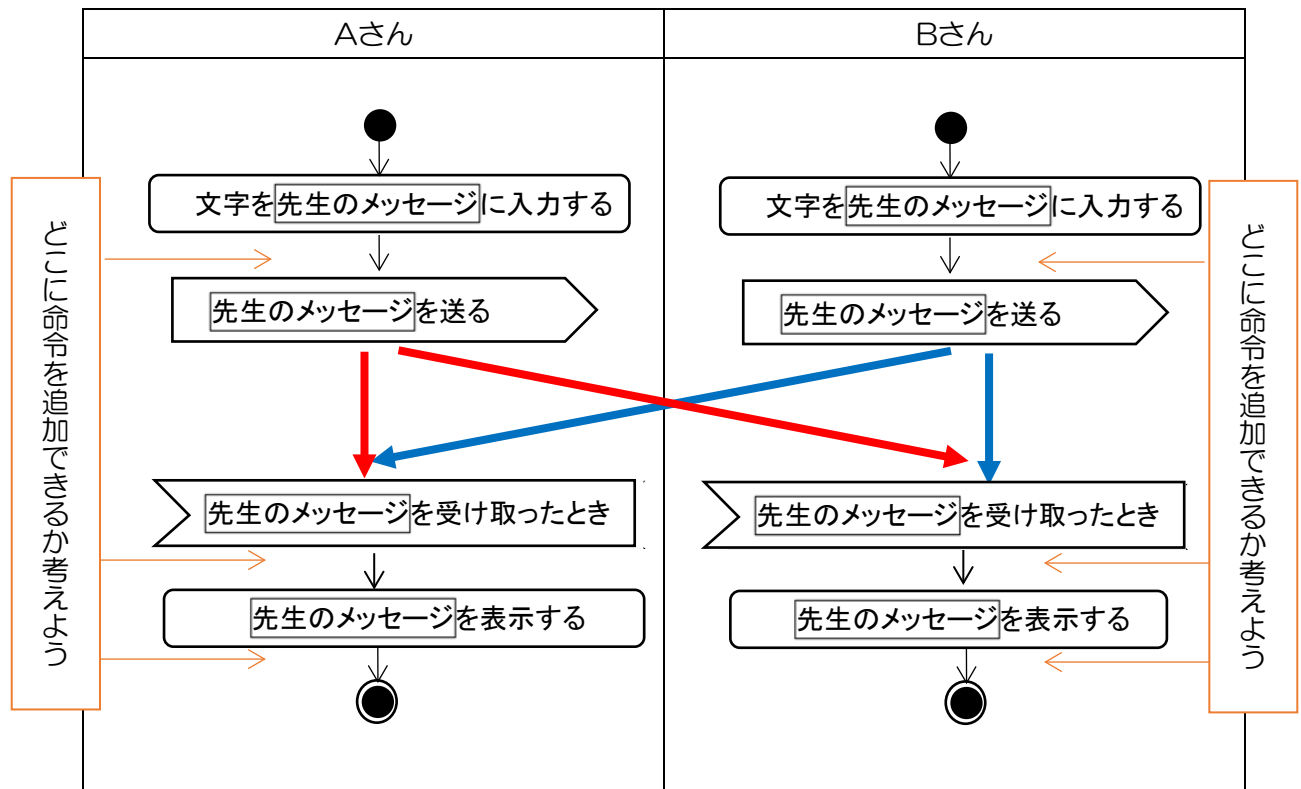 Aさん
Bさん
文字を先生のメッセージに入力する
文字を先生のメッセージに入力する
どこに命令を追加できるか考えよう
どこに命令を追加できるか考えよう
先生のメッセージを送る
先生のメッセージを送る
先生のメッセージを受け取ったとき
先生のメッセージを受け取ったとき
先生のメッセージを表示する
先生のメッセージを表示する